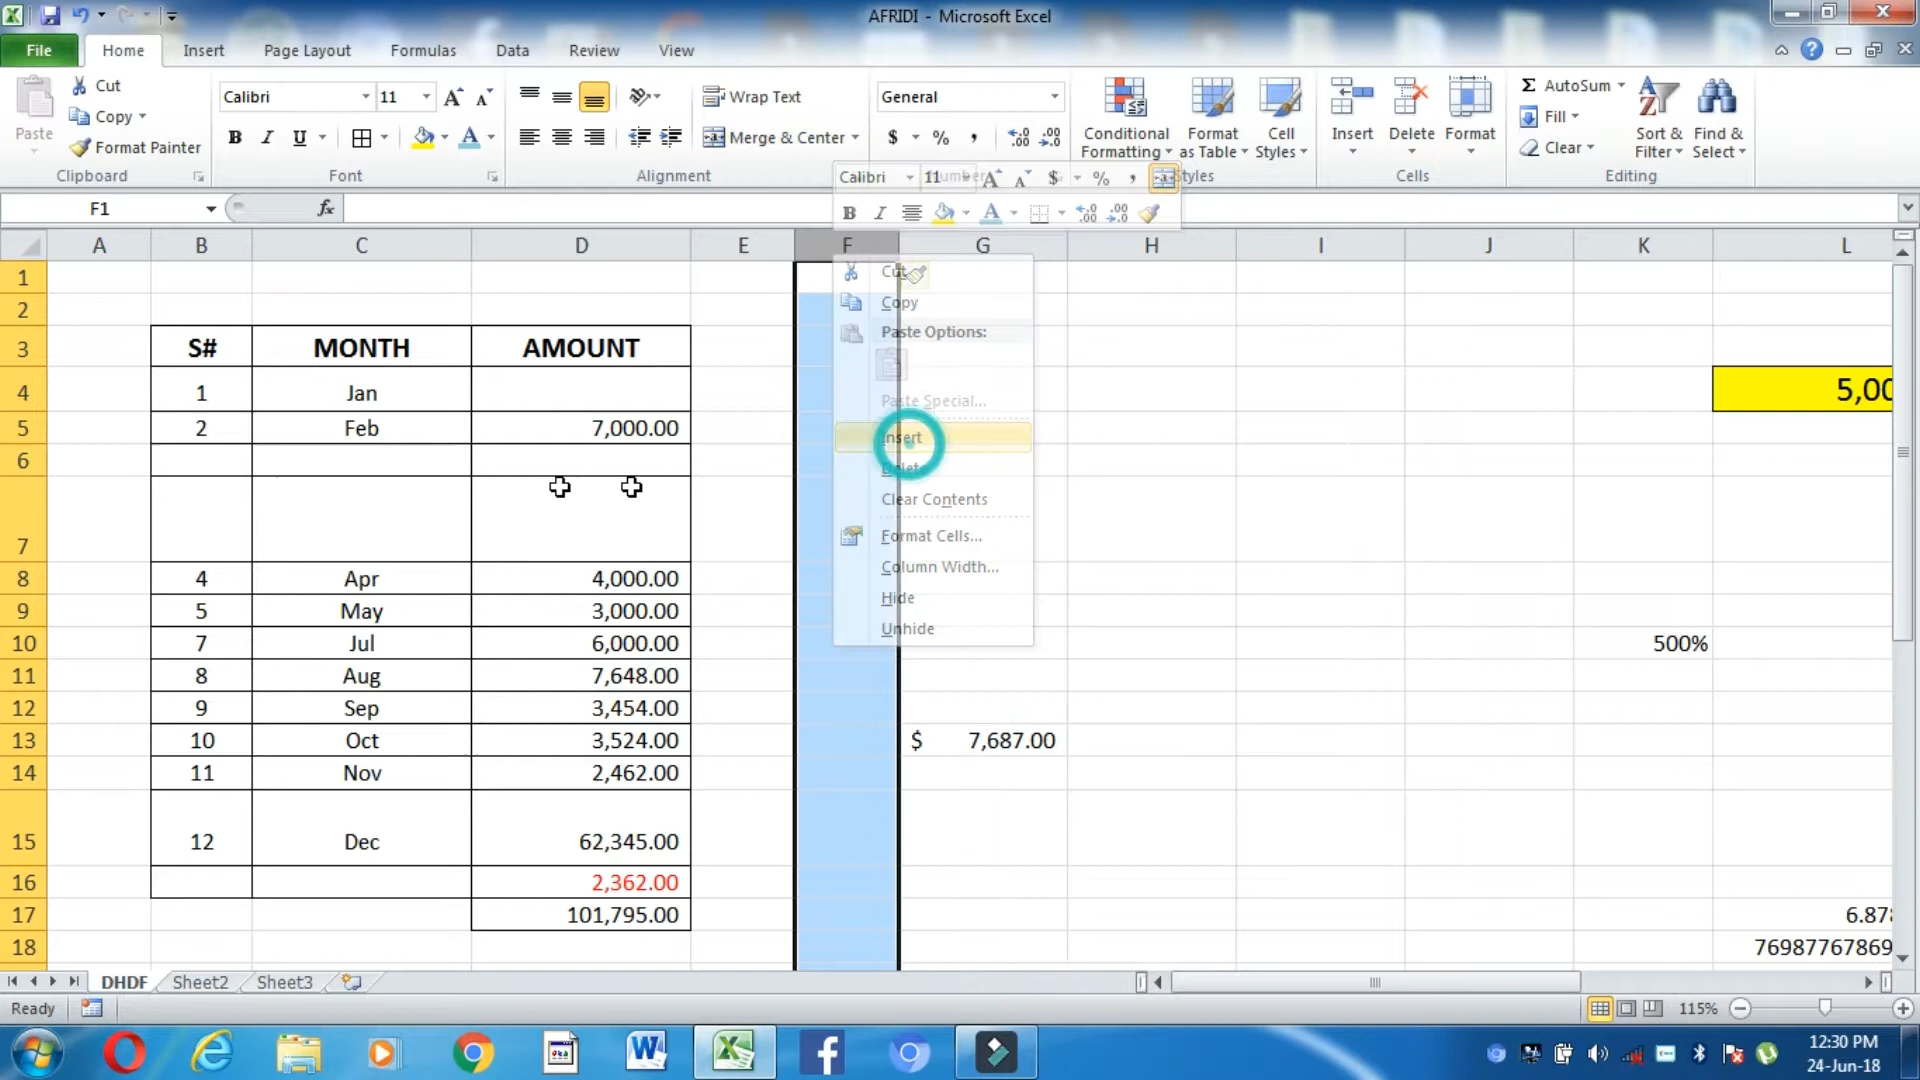 AFRIDI - Microsoft Excel
File Home Insert Page Layout Formulas Data Review View
Paste
Cut
Copy
Format Painter
Clipboard
Calibri 11
B I U A
Font
Wrap Text
Merge & Center
Alignment
General
$ % ,
Conditional Formatting
Format as Table
Cell Styles
Styles
Insert Delete Format
Cells
AutoSum
Fill
Clear
Sort & Filter
Find & Select
Editing
Calibri 11 $ % ,
B I A
F1 fx
A B C D E F G H I J K L
1
2
3 S# MONTH AMOUNT
4 1 Jan
5 2 Feb 7,000.00
6
7
8 4 Apr 4,000.00
9 5 May 3,000.00
10 7 Jul 6,000.00 500%
11 8 Aug 7,648.00
12 9 Sep 3,454.00
13 10 Oct 3,524.00 $ 7,687.00
14 11 Nov 2,462.00
15 12 Dec 62,345.00
16 2,362.00
17 101,795.00
18 76987767869
Cut
Copy
Paste Options:
Paste Special...
Insert
Delete
Clear Contents
Format Cells...
Column Width...
Hide
Unhide
DHDF Sheet2 Sheet3
Ready 115%
12:30 PM
24-Jun-18